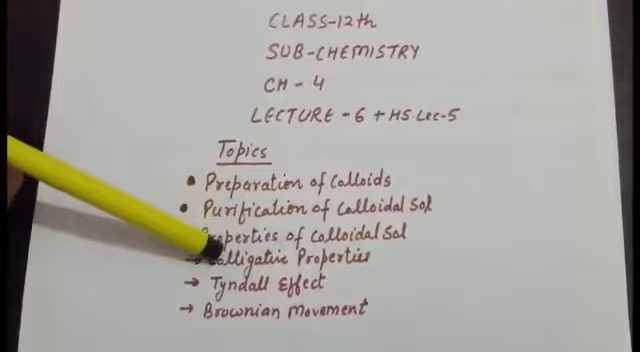 CLASS-12th
SUB-CHEMISTRY
CH-4
LECTURE-6 + HS.Lec-5
Topics
• Preparation of Colloids
• Purification of Colloidal Sol
Properties of Colloidal Sol
→ Colligative Properties
→ Tyndall Effect
→ Brownian Movement